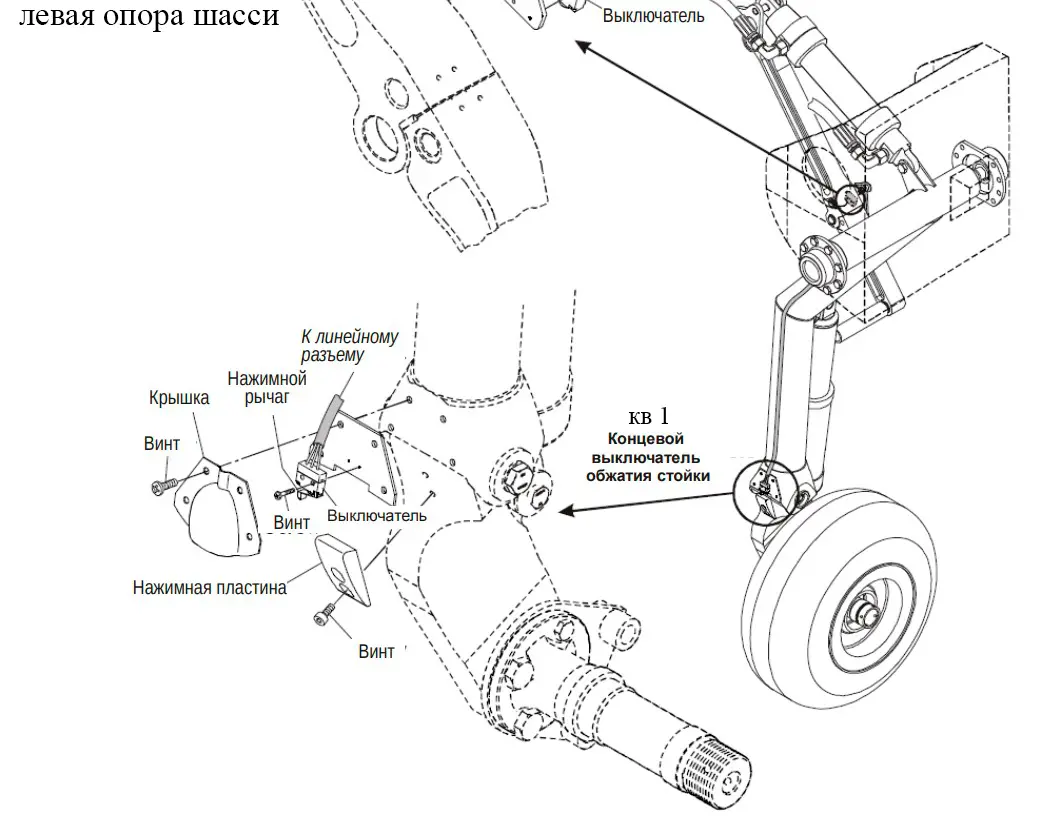 левая опора шасси
Выключатель
К линейному
разъему
Нажимной
рычаг
Крышка
Винт
кв 1
Концевой
выключатель
обжатия стойки
Винт
Выключатель
Нажимная пластина
Винт